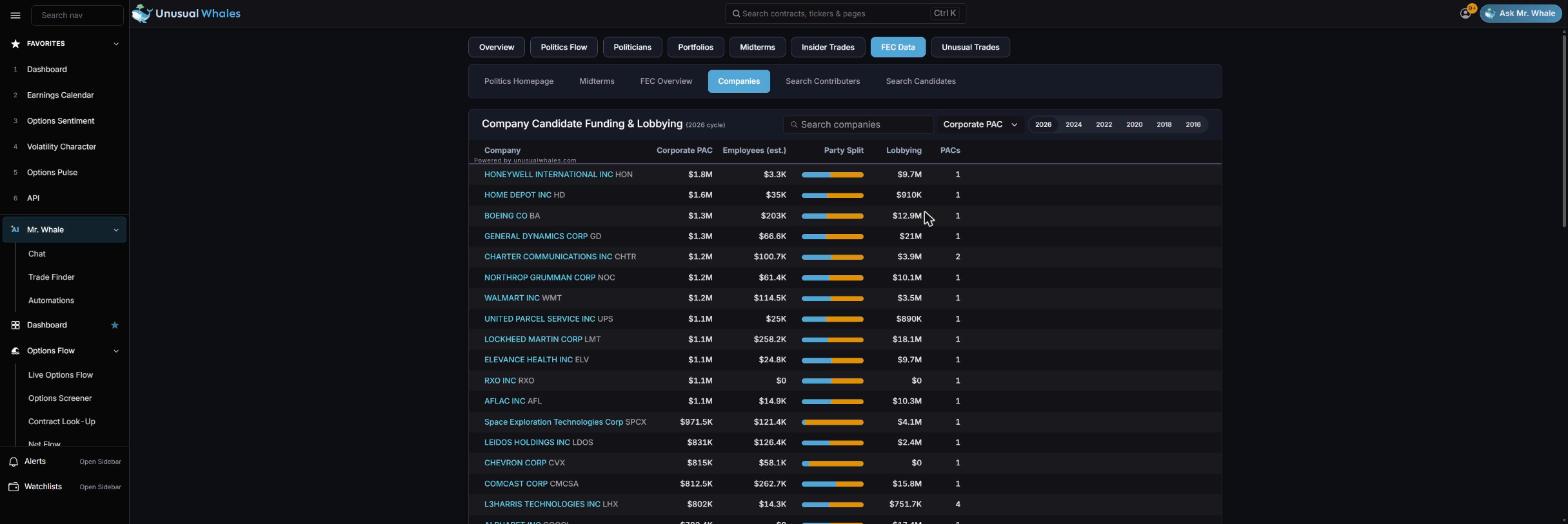 Search nav
Unusual Whales
Search contracts, tickers & pages Ctrl K
9+
Ask Mr. Whale
FAVORITES
1 Dashboard
2 Earnings Calendar
3 Options Sentiment
4 Volatility Character
5 Options Pulse
6 API
AI Mr. Whale
Chat
Trade Finder
Automations
Dashboard
Options Flow
Live Options Flow
Options Screener
Contract Look-Up
Net Flow
Alerts Open Sidebar
Watchlists Open Sidebar
Overview Politics Flow Politicians Portfolios Midterms Insider Trades FEC Data Unusual Trades
Politics Homepage Midterms FEC Overview Companies Search Contributors Search Candidates
Company Candidate Funding & Lobbying (2026 cycle) Search companies Corporate PAC 2026 2024 2022 2020 2018 2016
Company Corporate PAC Employees (est.) Party Split Lobbying PACs
Powered by unusualwhales.com
HONEYWELL INTERNATIONAL INC HON $1.8M $3.3K $9.7M 1
HOME DEPOT INC HD $1.6M $35K $910K 1
BOEING CO BA $1.3M $203K $12.9M 1
GENERAL DYNAMICS CORP GD $1.3M $66.6K $21M 1
CHARTER COMMUNICATIONS INC CHTR $1.2M $100.7K $3.9M 2
NORTHROP GRUMMAN CORP NOC $1.2M $61.4K $10.1M 1
WALMART INC WMT $1.2M $114.5K $3.5M 1
UNITED PARCEL SERVICE INC UPS $1.1M $25K $890K 1
LOCKHEED MARTIN CORP LMT $1.1M $258.2K $18.1M 1
ELEVANCE HEALTH INC ELV $1.1M $24.8K $9.7M 1
RXO INC RXO $1.1M $0 $0 1
AFLAC INC AFL $1.1M $14.9K $10.3M 1
Space Exploration Technologies Corp SPCX $971.5K $121.4K $4.1M 1
LEIDOS HOLDINGS INC LDOS $831K $126.4K $2.4M 1
CHEVRON CORP CVX $815K $58.1K $0 1
COMCAST CORP CMCSA $812.5K $262.7K $15.8M 1
L3HARRIS TECHNOLOGIES INC LHX $802K $14.3K $751.7K 4